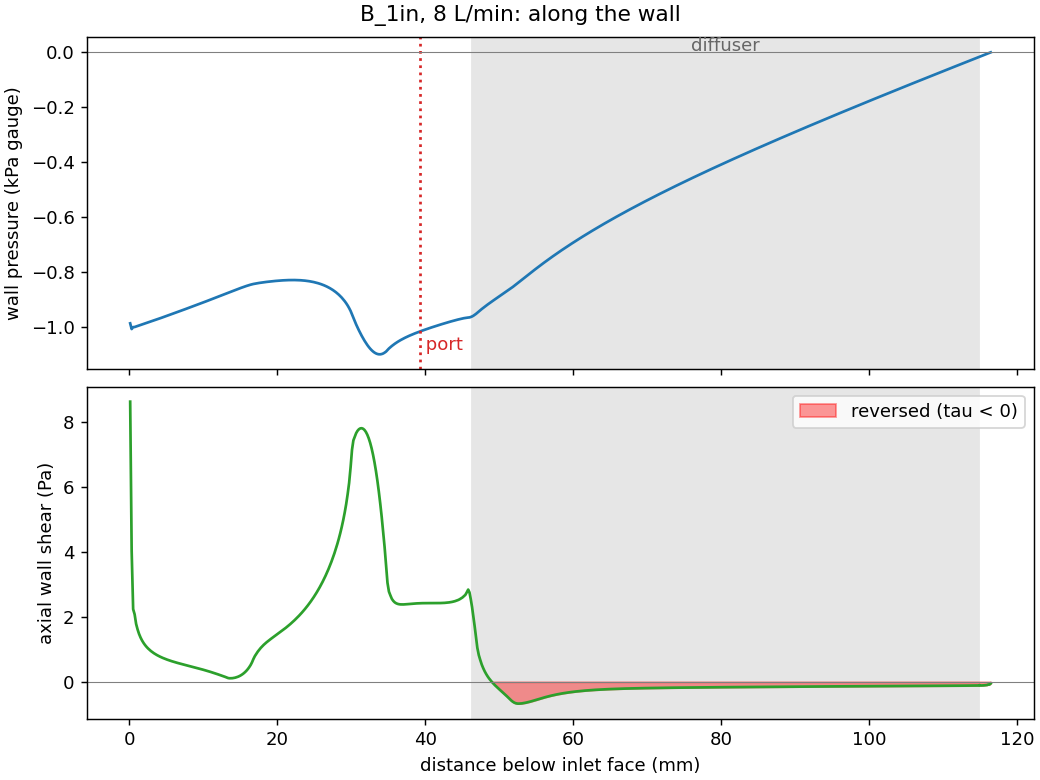 B_1in, 8 L/min: along the wall
diffuser
0.0
−0.2
−0.4
−0.6
−0.8
−1.0
wall pressure (kPa gauge)
port
reversed (tau < 0)
8
6
4
2
0
axial wall shear (Pa)
0
20
40
60
80
100
120
distance below inlet face (mm)